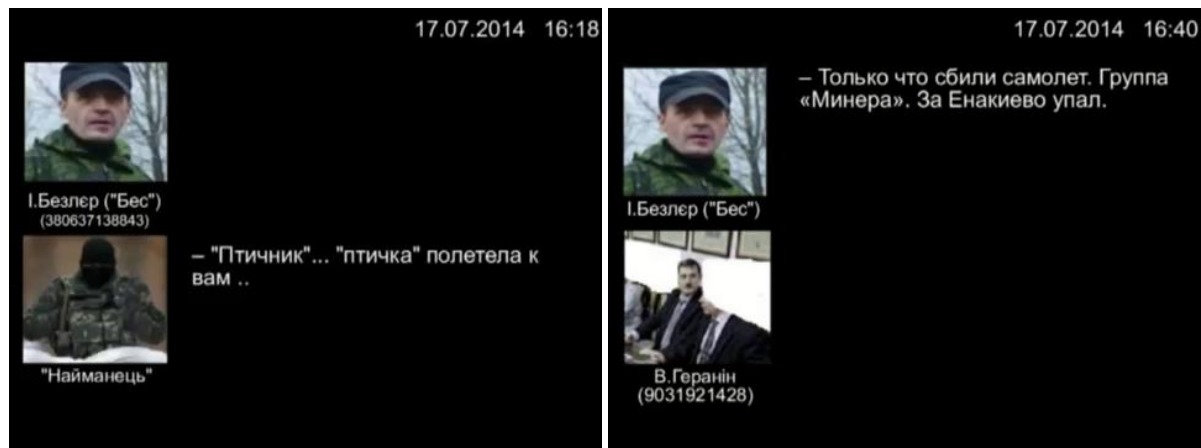 17.07.2014 16:18
І.Безлєр ("Бес")
(380637138843)
– "Птичник"... "птичка" полетела к
вам ..
"Найманець"
17.07.2014 16:40
– Только что сбили самолет. Группа
«Минера». За Енакиево упал.
І.Безлєр ("Бес")
В.Геранін
(9031921428)